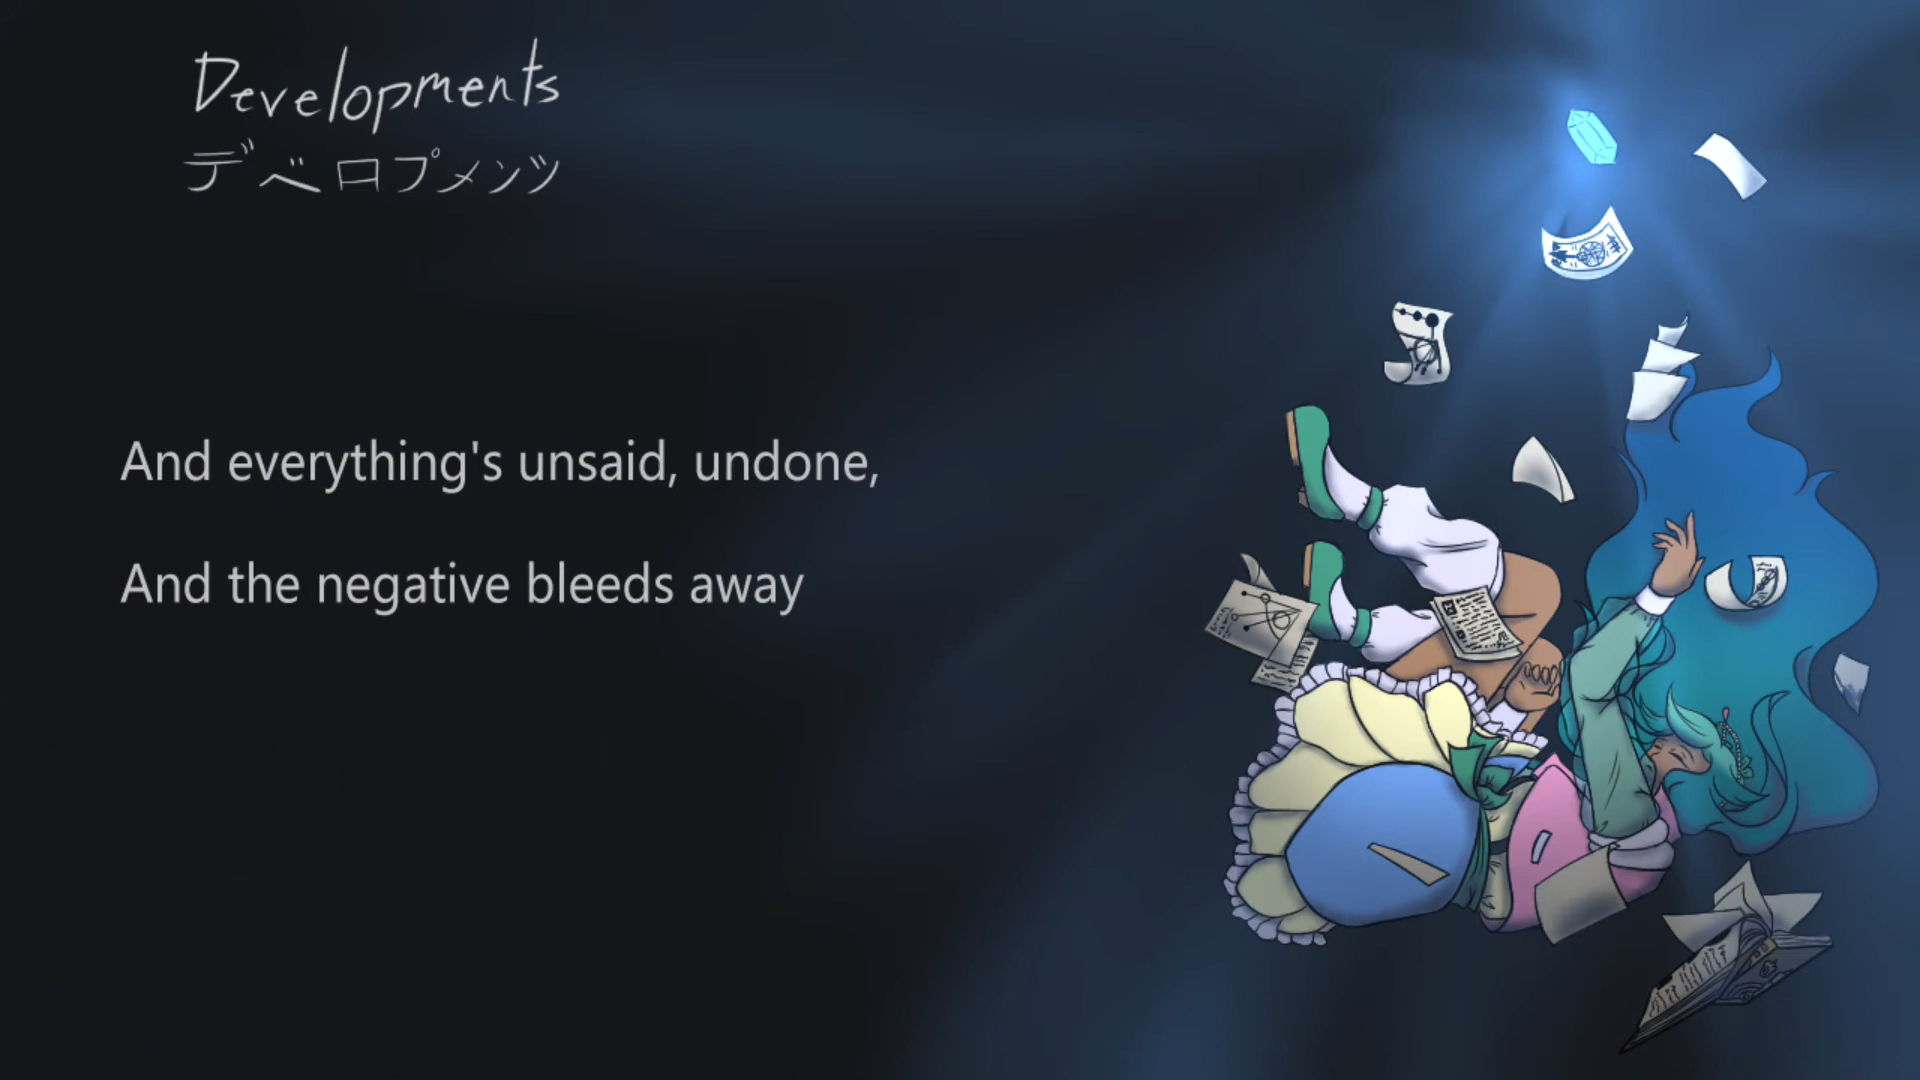 Developments
デベロプメンツ
And everything's unsaid, undone,
And the negative bleeds away